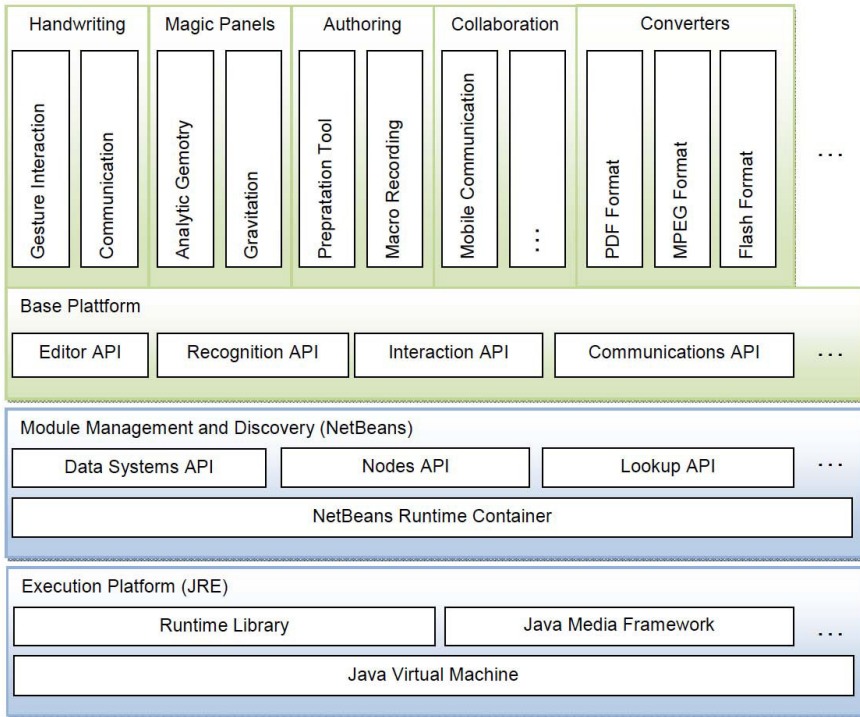 Handwriting
Magic Panels
Authoring
Collaboration
Converters
Gesture Interaction
Communication
Analytic Gemotry
Gravitation
Prepratation Tool
Macro Recording
Mobile Communication
...
PDF Format
MPEG Format
Flash Format
...
Base Plattform
Editor API
Recognition API
Interaction API
Communications API
...
Module Management and Discovery (NetBeans)
Data Systems API
Nodes API
Lookup API
...
NetBeans Runtime Container
Execution Platform (JRE)
Runtime Library
Java Media Framework
...
Java Virtual Machine